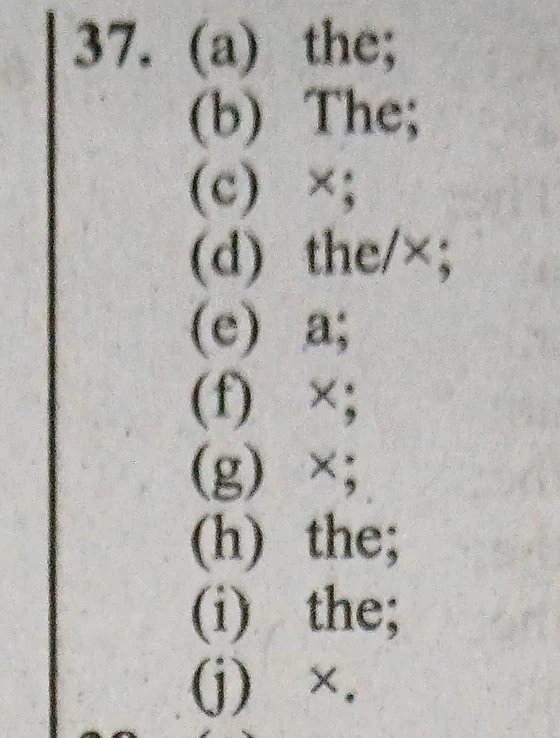 37. (a) the;
(b) The;
(c) ×;
(d) the/×;
(e) a;
(f) ×;
(g) ×;
(h) the;
(i) the;
(j) ×.